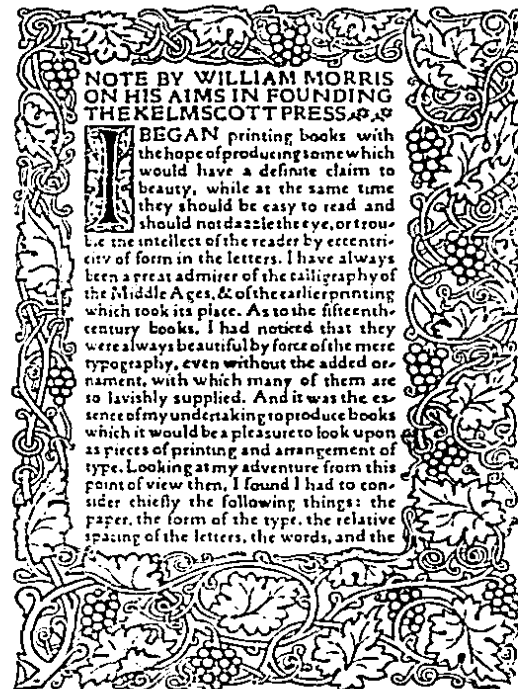 NOTE BY WILLIAM MORRIS
ON HIS AIMS IN FOUNDING
THE KELMSCOTT PRESS
I BEGAN printing books with
the hope of producing some which
would have a definite claim to
beauty, while at the same time
they should be easy to read and
should not dazzle the eye, or trou-
ble the intellect of the reader by eccentri-
city of form in the letters. I have always
been a great admirer of the calligraphy of
the Middle Ages, & of the earlier printing
which took its place. As to the fifteenth-
century books, I had noticed that they
were always beautiful by force of the mere
typography, even without the added or-
nament, with which many of them are
so lavishly supplied. And it was the es-
sence of my undertaking to produce books
which it would be a pleasure to look upon
as pieces of printing and arrangement of
type. Looking at my adventure from this
point of view then, I found I had to con-
sider chiefly the following things: the
paper, the form of the type, the relative
spacing of the letters, the words, and the